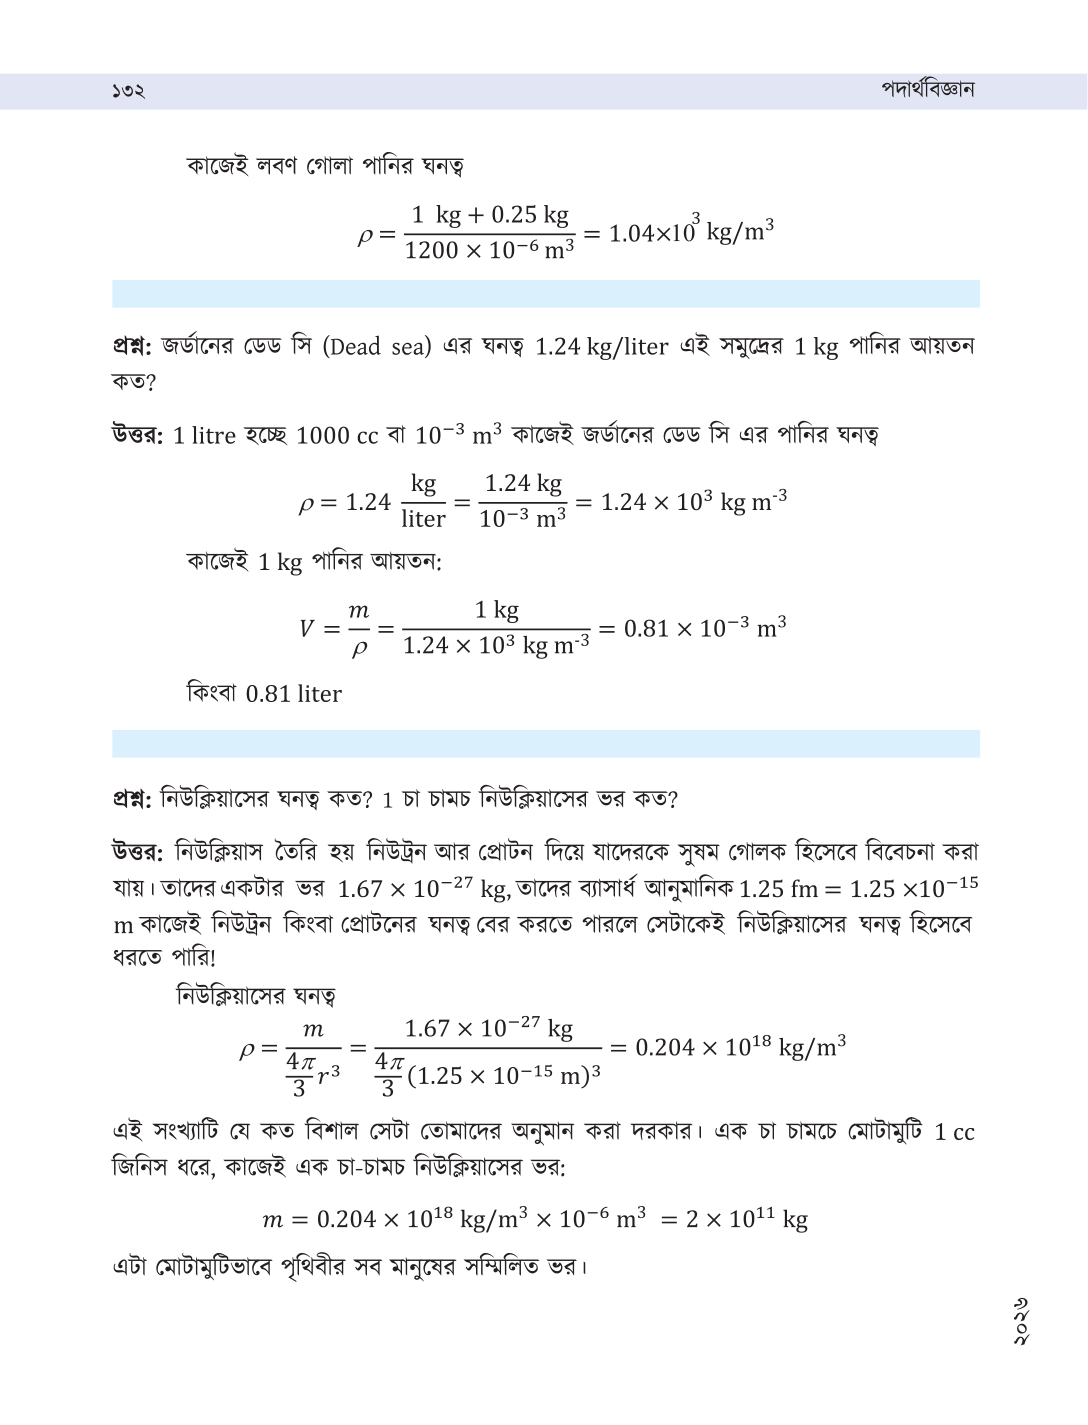 ১৩২ পদার্থবিজ্ঞান
কাজেই লবণ গোলা পানির ঘনত্ব
ρ = (1 kg + 0.25 kg) / (1200 × 10⁻⁶ m³) = 1.04×10³ kg/m³
প্রশ্ন: জর্ডানের ডেড সি (Dead sea) এর ঘনত্ব 1.24 kg/liter এই সমুদ্রের 1 kg পানির আয়তন
কত?
উত্তর: 1 litre হচ্ছে 1000 cc বা 10⁻³ m³ কাজেই জর্ডানের ডেড সি এর পানির ঘনত্ব
ρ = 1.24 kg/liter = 1.24 kg / 10⁻³ m³ = 1.24 × 10³ kg m⁻³
কাজেই 1 kg পানির আয়তন:
V = m/ρ = 1 kg / (1.24 × 10³ kg m⁻³) = 0.81 × 10⁻³ m³
কিংবা 0.81 liter
প্রশ্ন: নিউক্লিয়াসের ঘনত্ব কত? 1 চা চামচ নিউক্লিয়াসের ভর কত?
উত্তর: নিউক্লিয়াস তৈরি হয় নিউট্রন আর প্রোটন দিয়ে যাদেরকে সুষম গোলক হিসেবে বিবেচনা করা
যায়। তাদের একটার ভর 1.67 × 10⁻²⁷ kg, তাদের ব্যাসার্ধ আনুমানিক 1.25 fm = 1.25 ×10⁻¹⁵
m কাজেই নিউট্রন কিংবা প্রোটনের ঘনত্ব বের করতে পারলে সেটাকেই নিউক্লিয়াসের ঘনত্ব হিসেবে
ধরতে পারি!
নিউক্লিয়াসের ঘনত্ব
ρ = m / (4π/3 r³) = 1.67 × 10⁻²⁷ kg / (4π/3 (1.25 × 10⁻¹⁵ m)³) = 0.204 × 10¹⁸ kg/m³
এই সংখ্যাটি যে কত বিশাল সেটা তোমাদের অনুমান করা দরকার। এক চা চামচে মোটামুটি 1 cc
জিনিস ধরে, কাজেই এক চা-চামচ নিউক্লিয়াসের ভর:
m = 0.204 × 10¹⁸ kg/m³ × 10⁻⁶ m³ = 2 × 10¹¹ kg
এটা মোটামুটিভাবে পৃথিবীর সব মানুষের সম্মিলিত ভর।
২০২৬